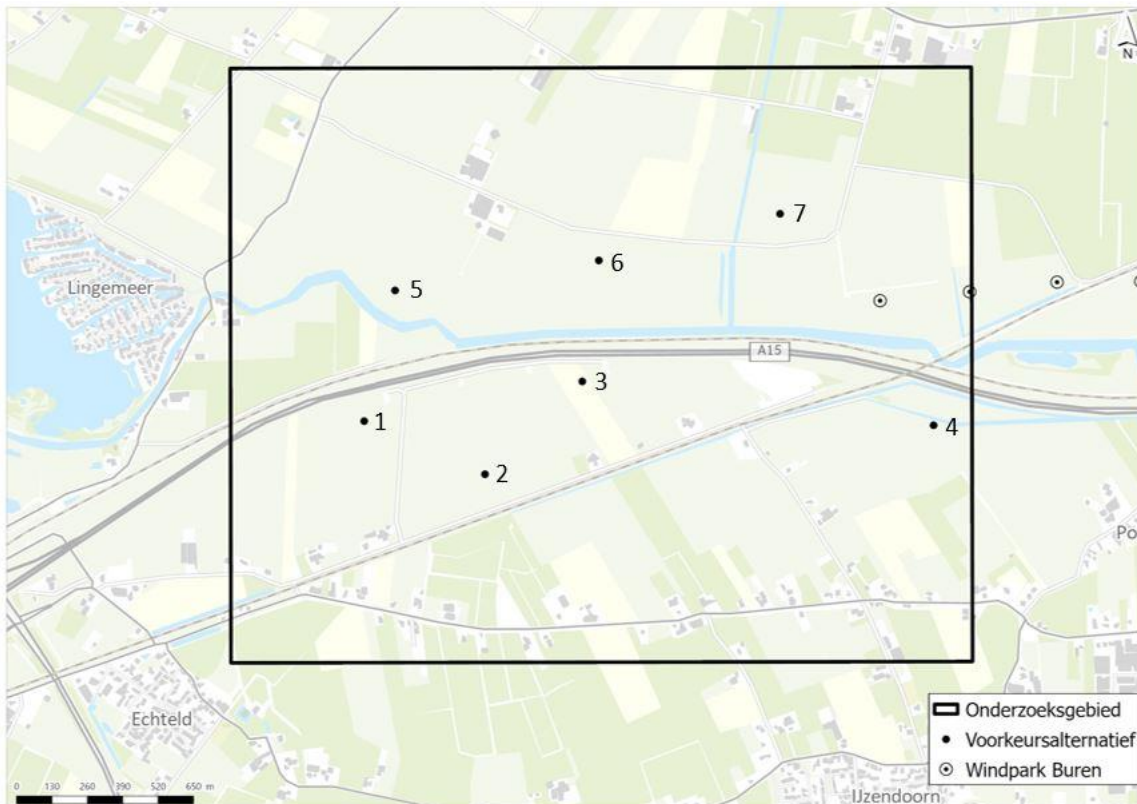 N
7
6
Lingemeer
5
A15
3
1
4
2
Po
Onderzoeksgebied
Voorkeursalternatief
Windpark Buren
Echteld
IJzendoorn
0 130 260 390 520 650 m